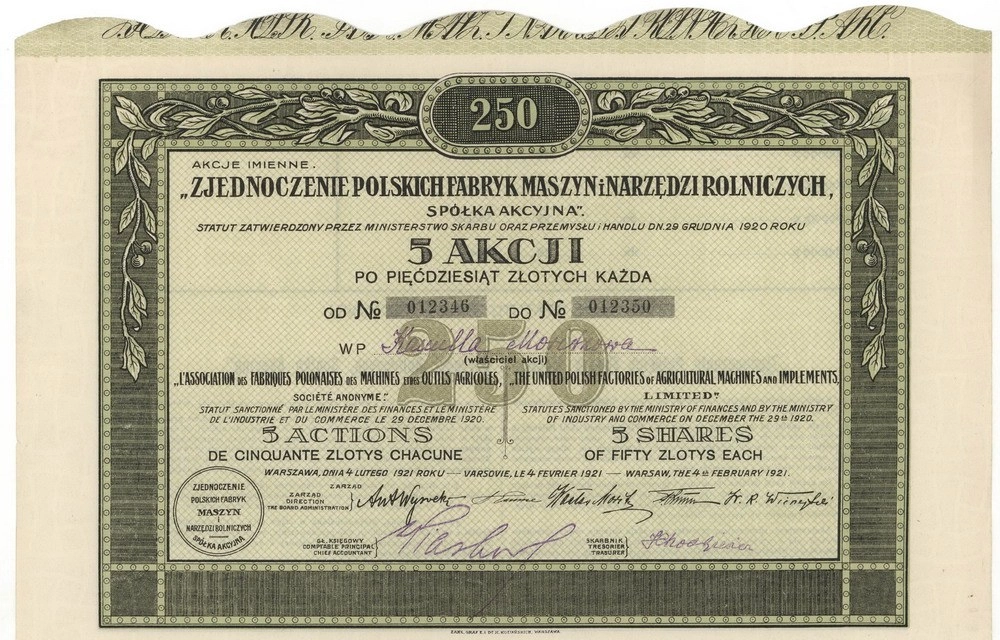 250
AKCJE IMIENNE.
„ZJEDNOCZENIE POLSKICH FABRYK MASZYN i NARZĘDZI ROLNICZYCH,
SPÓŁKA AKCYJNA”.
STATUT ZATWIERDZONY PRZEZ MINISTERSTWO SKARBU ORAZ PRZEMYSŁU i HANDLU DN. 29 GRUDNIA 1920 ROKU
5 AKCJI
PO PIĘĆDZIESIĄT ZŁOTYCH KAŻDA
OD № 012346 DO № 012350
250
WP
(właściciel akcji)
„L'ASSOCIATION DES FABRIQUES POLONAISES DES MACHINES ET DES OUTILS AGRICOLES,
SOCIÉTÉ ANONYME.”
STATUT SANCTIONNÉ PAR LE MINISTÈRE DES FINANCES ET LE MINISTÈRE
DE L'INDUSTRIE ET DU COMMERCE LE 29 DÉCEMBRE 1920.
5 ACTIONS
DE CINQUANTE ZLOTYS CHACUNE
„THE UNITED POLISH FACTORIES OF AGRICULTURAL MACHINES AND IMPLEMENTS,
LIMITED”
STATUTES SANCTIONED BY THE MINISTRY OF FINANCES AND BY THE MINISTRY
OF INDUSTRY AND COMMERCE ON DECEMBER THE 29TH 1920.
5 SHARES
OF FIFTY ZLOTYS EACH
WARSZAWA, DNIA 4 LUTEGO 1921 ROKU — VARSOVIE, LE 4 FEVRIER 1921 — WARSAW, THE 4TH FEBRUARY 1921.
ZJEDNOCZENIE
POLSKICH FABRYK
MASZYN
I
NARZĘDZI ROLNICZYCH
SPÓŁKA AKCYJNA
ZARZĄD
ZARZĄD
DIRECTION
THE BOARD ADMINISTRATION
GŁ. KSIĘGOWY
COMPTABLE PRINCIPAL
CHIEF ACCOUNTANT
SKARBNIK
TRESORIER
TRASURER